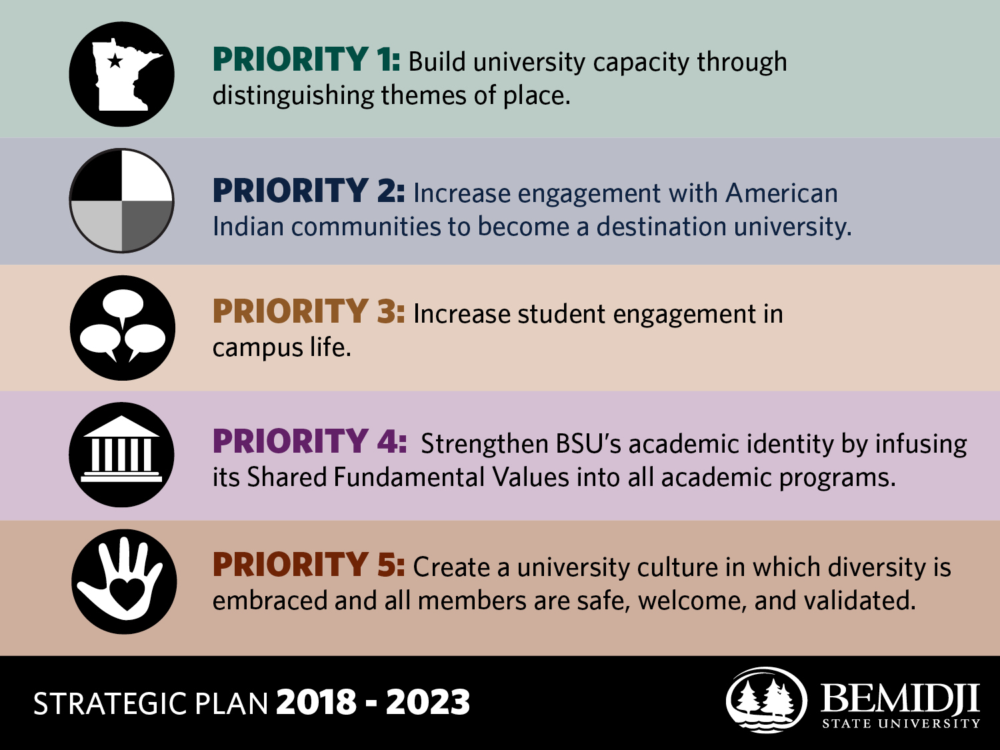 PRIORITY 1: Build university capacity through
distinguishing themes of place.
PRIORITY 2: Increase engagement with American
Indian communities to become a destination university.
PRIORITY 3: Increase student engagement in
campus life.
PRIORITY 4: Strengthen BSU’s academic identity by infusing
its Shared Fundamental Values into all academic programs.
PRIORITY 5: Create a university culture in which diversity is
embraced and all members are safe, welcome, and validated.
STRATEGIC PLAN 2018 - 2023
BEMIDJI
STATE UNIVERSITY